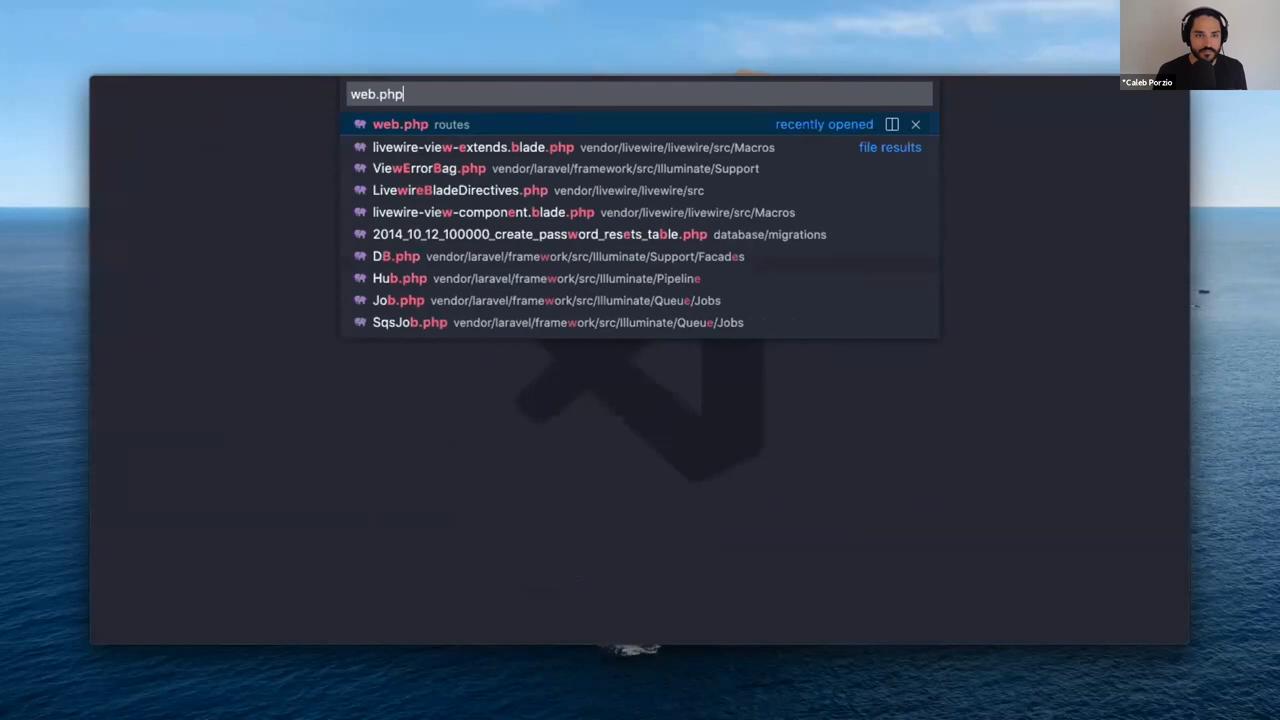 *Caleb Porzio
web.php
web.php routes recently opened
livewire-view-extends.blade.php vendor/livewire/livewire/src/Macros file results
ViewErrorBag.php vendor/laravel/framework/src/Illuminate/Support
LivewireBladeDirectives.php vendor/livewire/livewire/src
livewire-view-component.blade.php vendor/livewire/livewire/src/Macros
2014_10_12_100000_create_password_resets_table.php database/migrations
DB.php vendor/laravel/framework/src/Illuminate/Support/Facades
Hub.php vendor/laravel/framework/src/Illuminate/Pipeline
Job.php vendor/laravel/framework/src/Illuminate/Queue/Jobs
SqsJob.php vendor/laravel/framework/src/Illuminate/Queue/Jobs